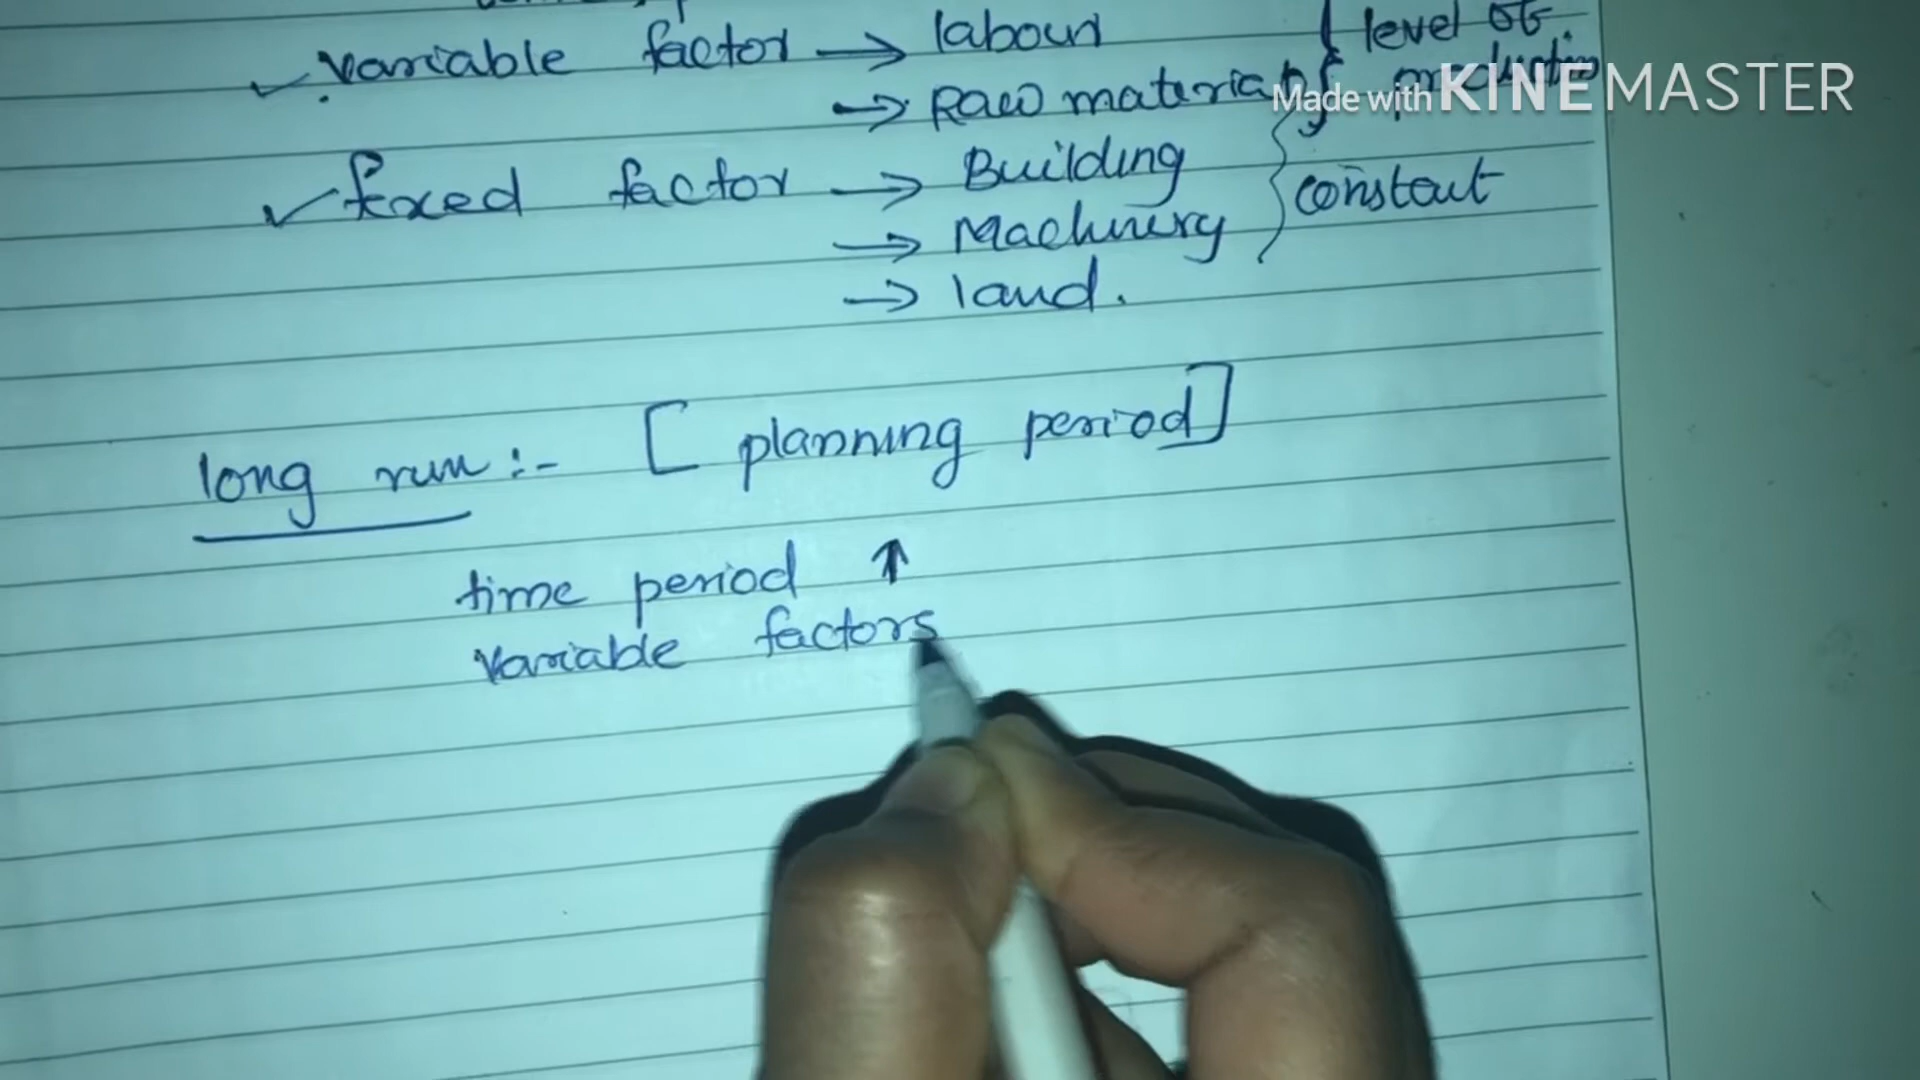 variable factor → labour level of
→ Raw material production
Made with KINEMASTER
✓ fixed factor → Building
→ Machinery constant
→ land.
long run :- [planning period]
time period ↑
variable factors